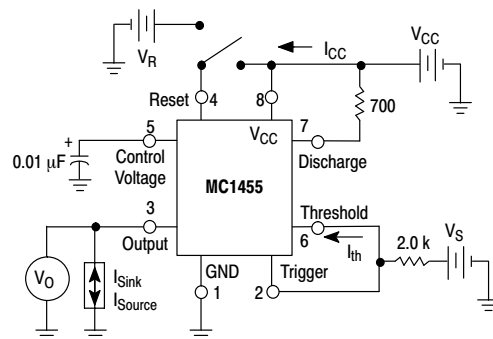 V_R
I_CC
V_CC
Reset 4
8
700
V_CC
7
Discharge
+
0.01 μF
5
Control
Voltage
MC1455
3
Output
Threshold
6
I_th
V_S
2.0 k
V_O
I_Sink
I_Source
GND
1
Trigger
2